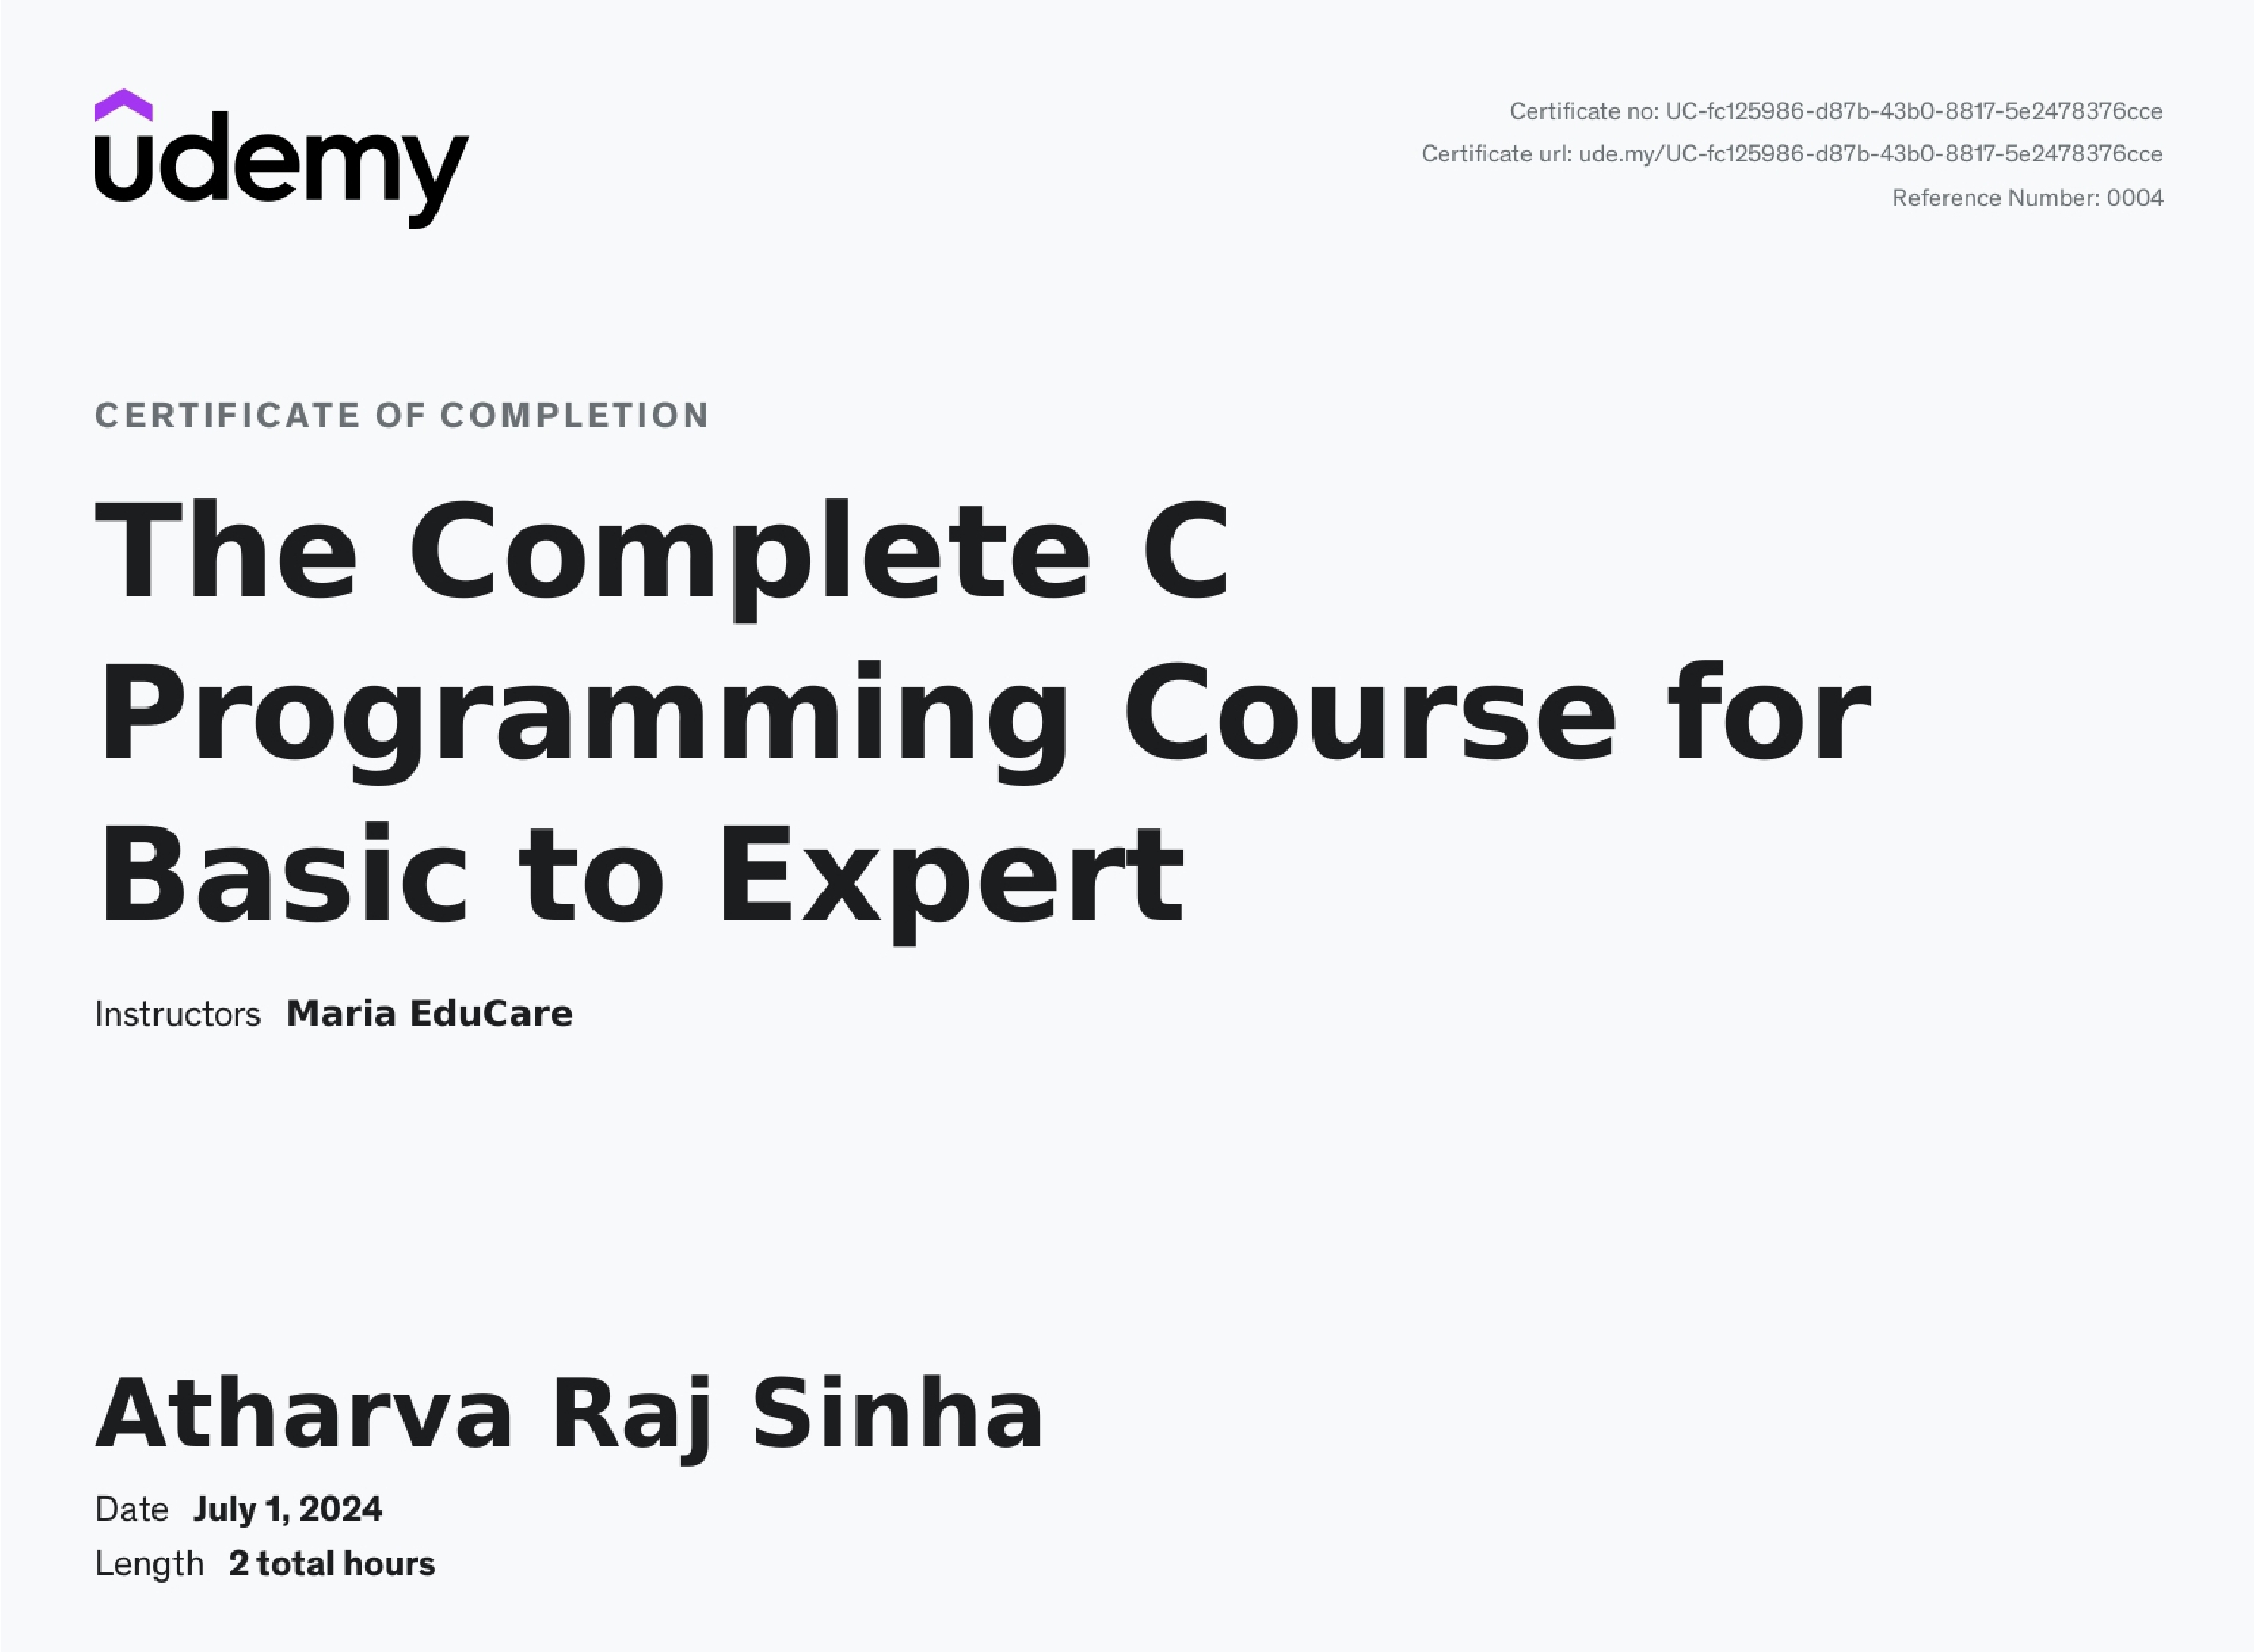 udemy
Certificate no: UC-fc125986-d87b-43b0-8817-5e2478376cce
Certificate url: ude.my/UC-fc125986-d87b-43b0-8817-5e2478376cce
Reference Number: 0004
CERTIFICATE OF COMPLETION
The Complete C
Programming Course for
Basic to Expert
Instructors Maria EduCare
Atharva Raj Sinha
Date July 1, 2024
Length 2 total hours